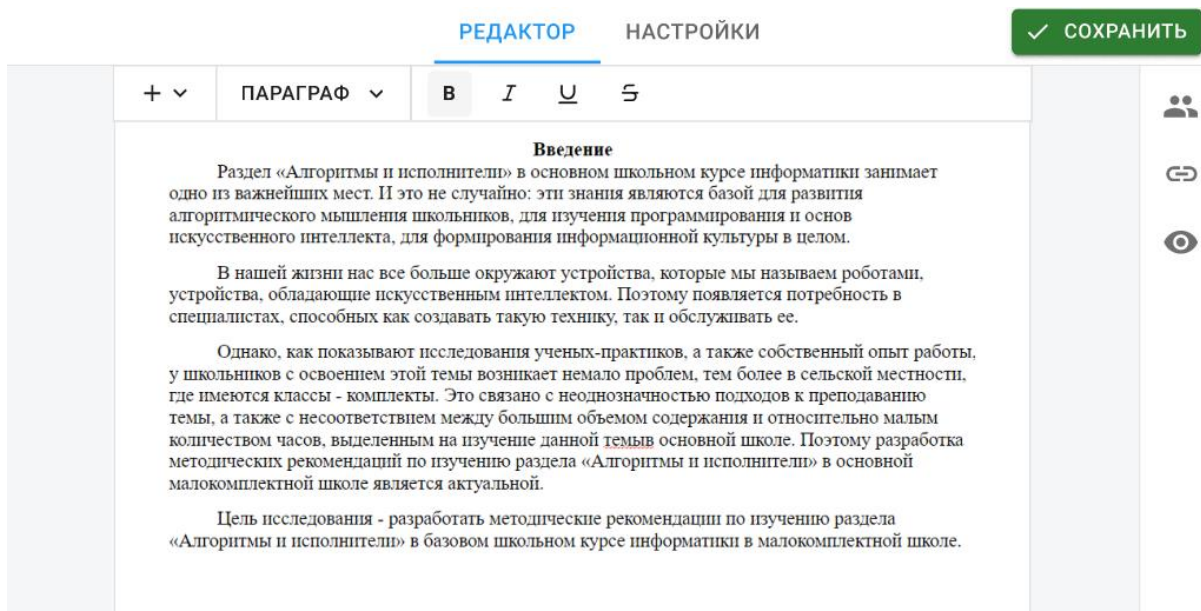 РЕДАКТОР НАСТРОЙКИ СОХРАНИТЬ
ПАРАГРАФ B I U S
Введение
Раздел «Алгоритмы и исполнители» в основном школьном курсе информатики занимает
одно из важнейших мест. И это не случайно: эти знания являются базой для развития
алгоритмического мышления школьников, для изучения программирования и основ
искусственного интеллекта, для формирования информационной культуры в целом.
В нашей жизни нас все больше окружают устройства, которые мы называем роботами,
устройства, обладающие искусственным интеллектом. Поэтому появляется потребность в
специалистах, способных как создавать такую технику, так и обслуживать ее.
Однако, как показывают исследования ученых-практиков, а также собственный опыт работы,
у школьников с освоением этой темы возникает немало проблем, тем более в сельской местности,
где имеются классы - комплекты. Это связано с неоднозначностью подходов к преподаванию
темы, а также с несоответствием между большим объемом содержания и относительно малым
количеством часов, выделенным на изучение данной темыв основной школе. Поэтому разработка
методических рекомендаций по изучению раздела «Алгоритмы и исполнители» в основной
малокомплектной школе является актуальной.
Цель исследования - разработать методические рекомендации по изучению раздела
«Алгоритмы и исполнители» в базовом школьном курсе информатики в малокомплектной школе.